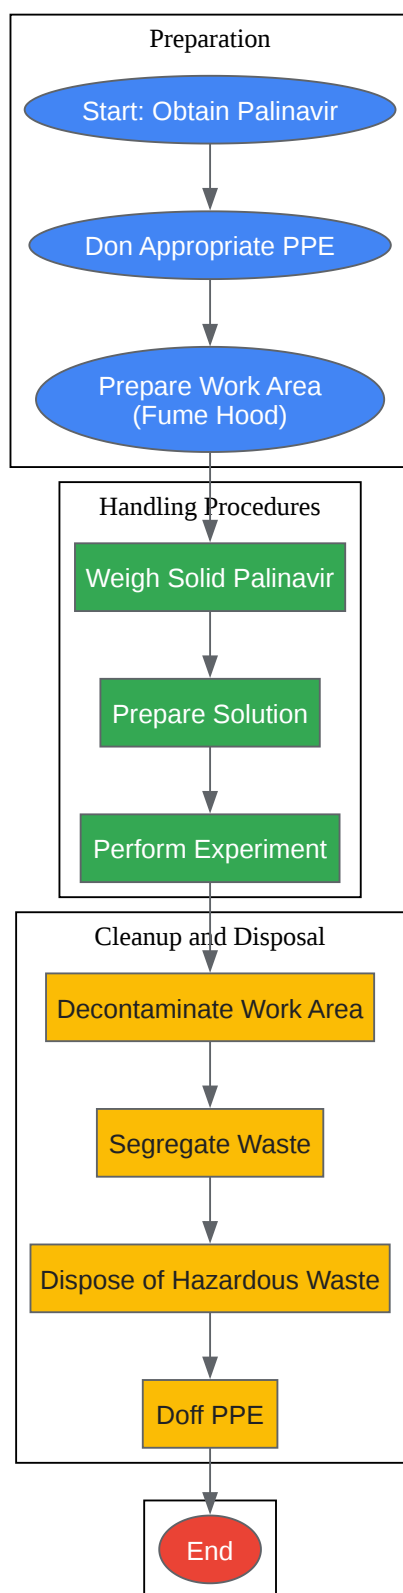 Preparation
Start: Obtain Palinavir
Don Appropriate PPE
Prepare Work Area
(Fume Hood)
Handling Procedures
Weigh Solid Palinavir
Prepare Solution
Perform Experiment
Cleanup and Disposal
Decontaminate Work Area
Segregate Waste
Dispose of Hazardous Waste
Doff PPE
End